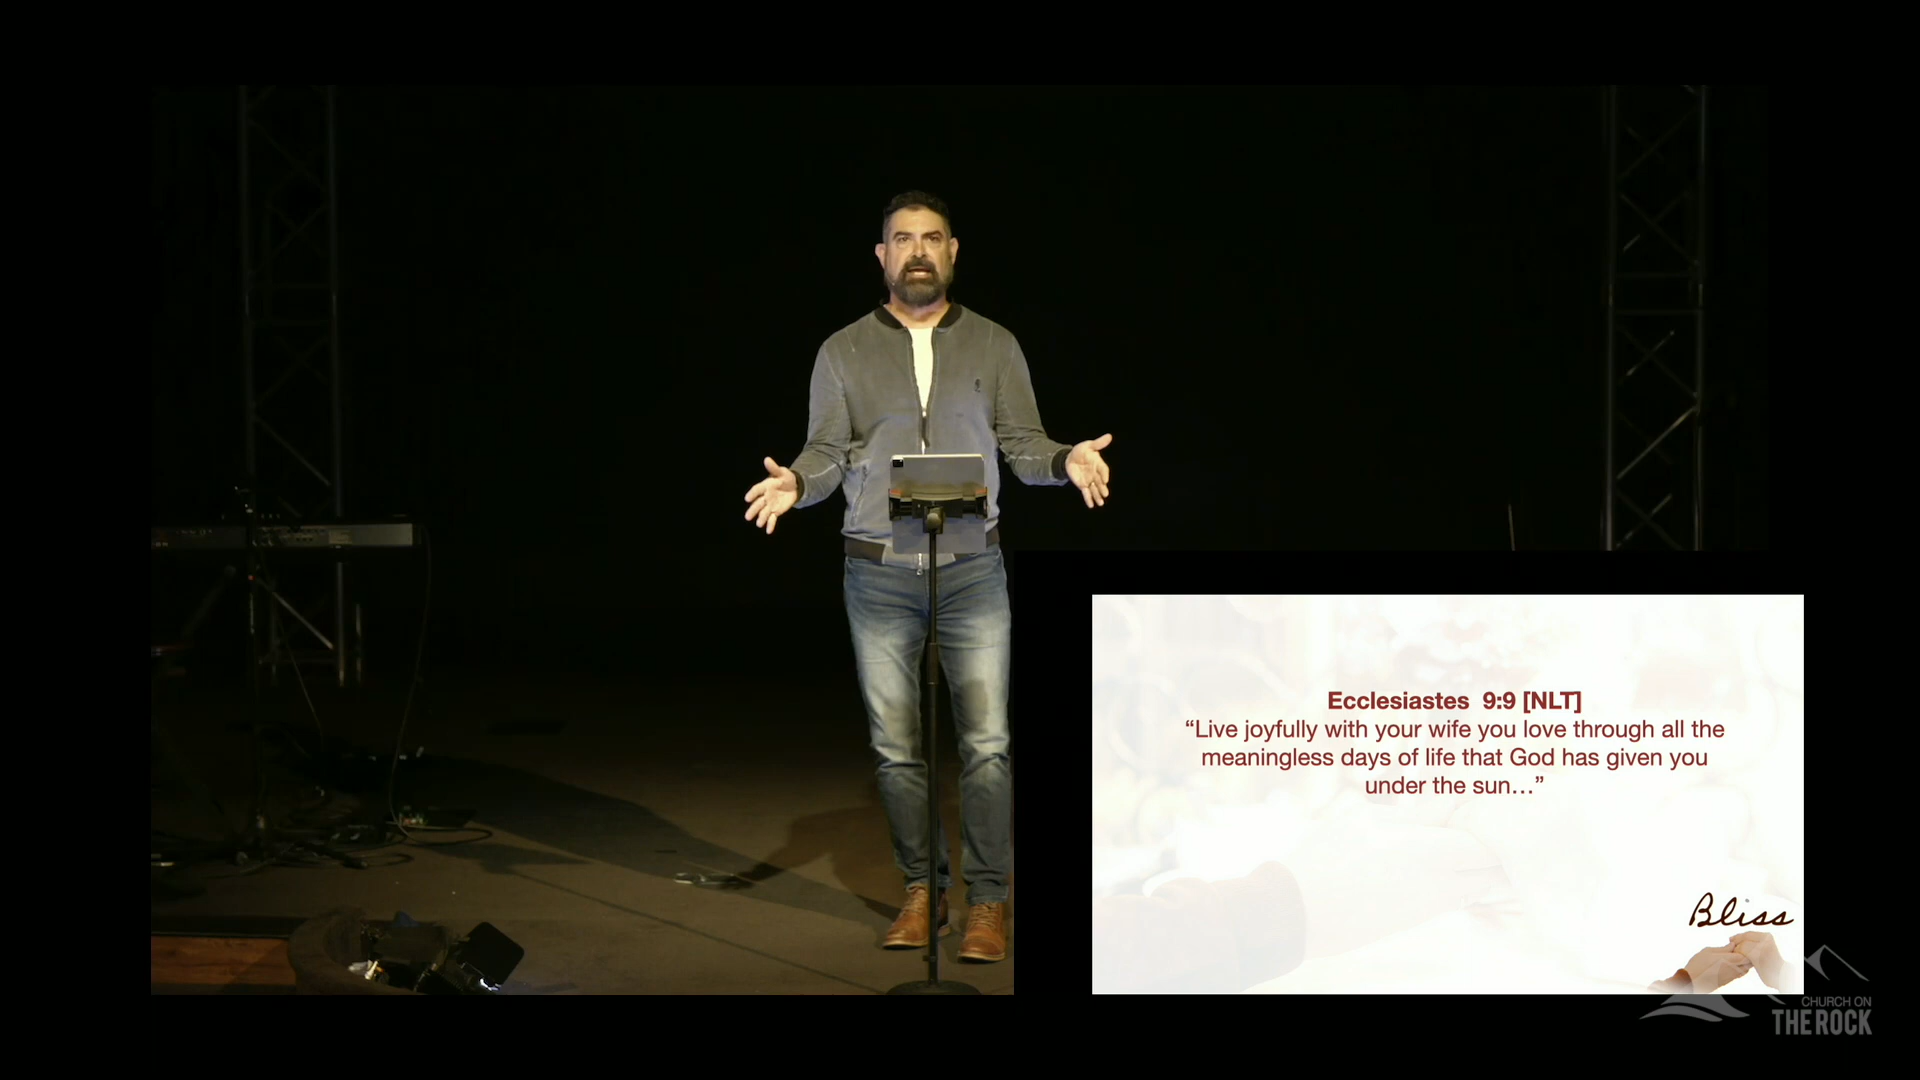 Ecclesiastes 9:9 [NLT]
“Live joyfully with your wife you love through all the
meaningless days of life that God has given you
under the sun…”
Bliss
CHURCH ON
THE ROCK